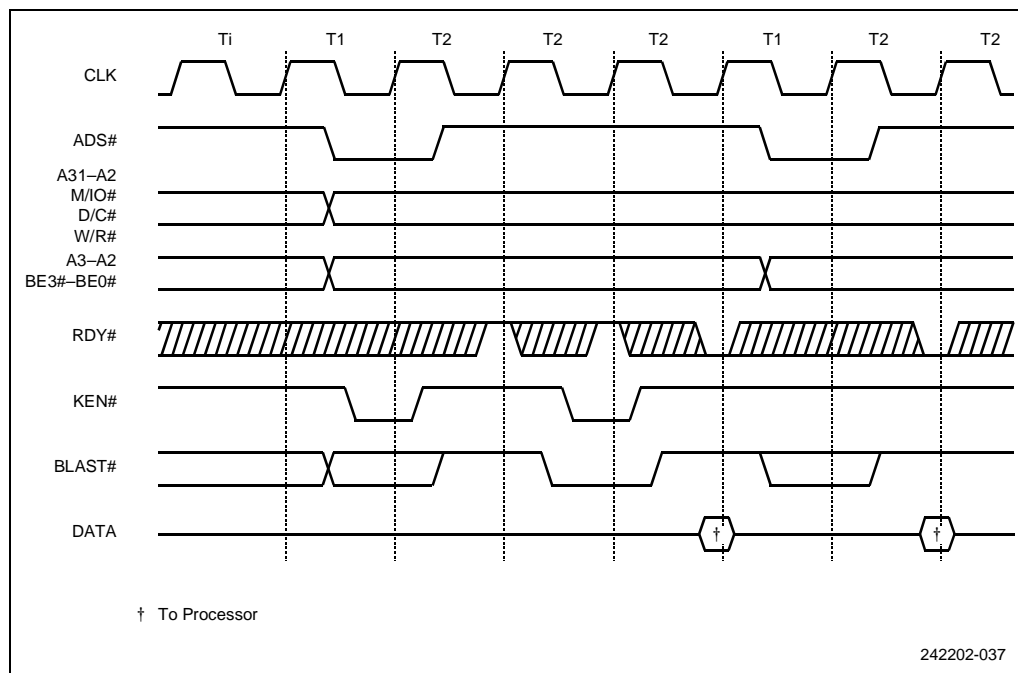 Ti T1 T2 T2 T2 T1 T2 T2
CLK
ADS#
A31–A2
M/IO#
D/C#
W/R#
A3–A2
BE3#–BE0#
RDY#
KEN#
BLAST#
DATA
† †
† To Processor
242202-037